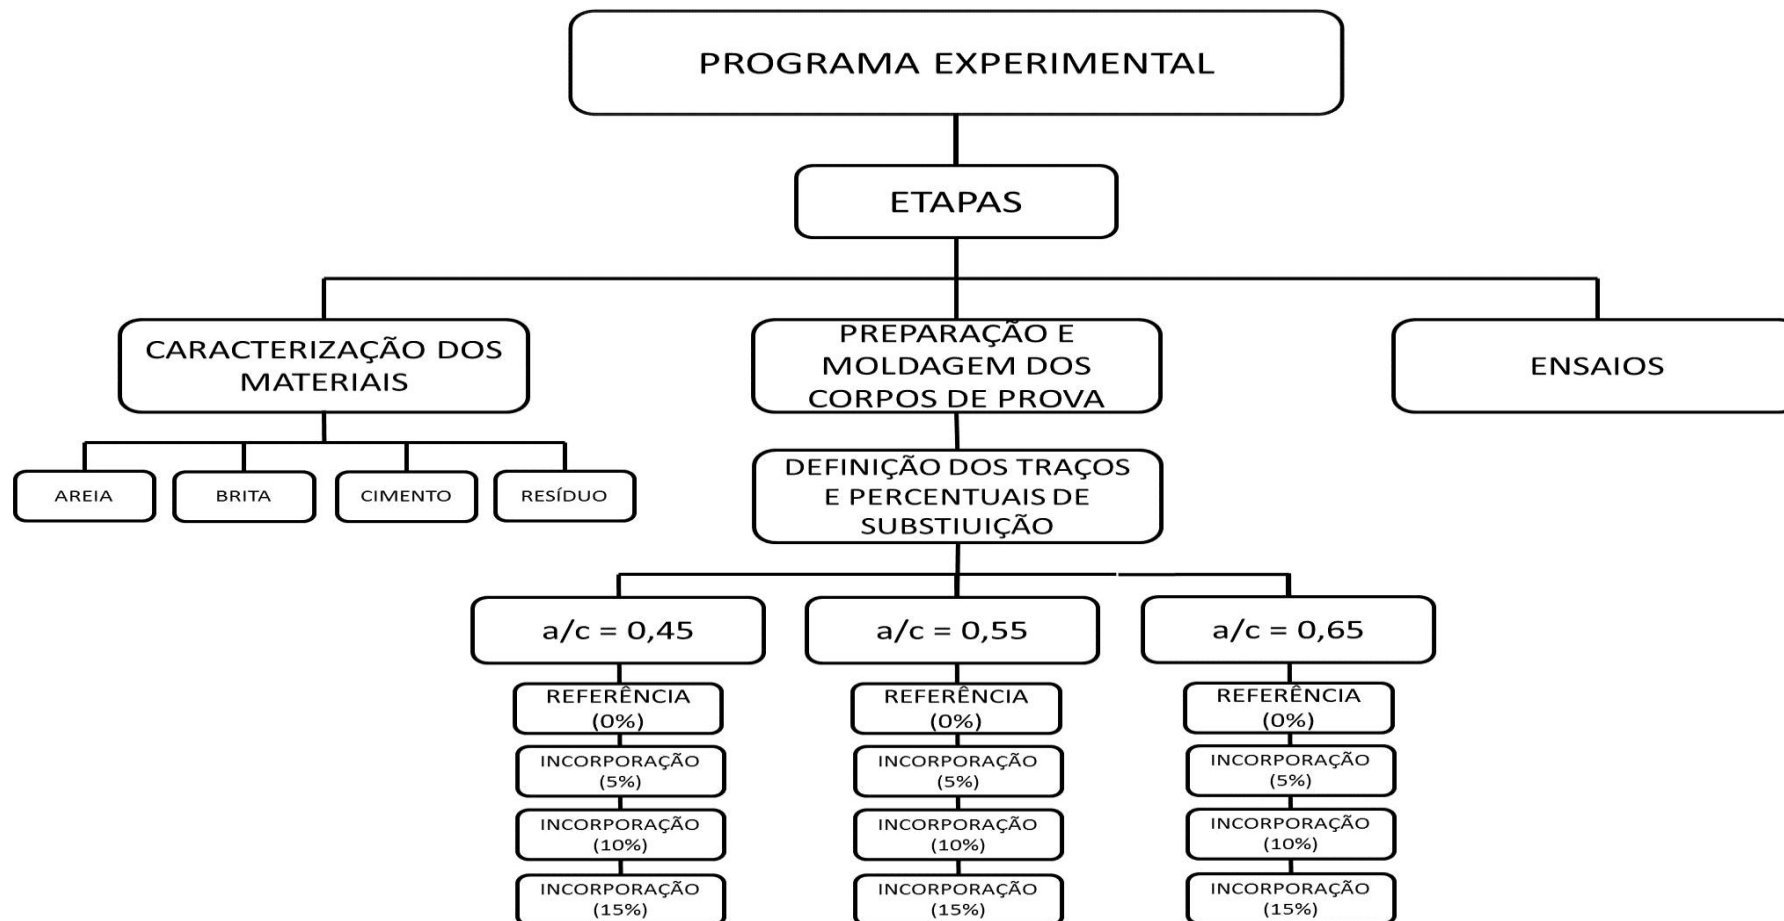 PROGRAMA EXPERIMENTAL
ETAPAS
CARACTERIZAÇÃO DOS
MATERIAIS
PREPARAÇÃO E
MOLDAGEM DOS
CORPOS DE PROVA
ENSAIOS
AREIA
BRITA
CIMENTO
RESÍDUO
DEFINIÇÃO DOS TRAÇOS
E PERCENTUAIS DE
SUBSTIUIÇÃO
a/c = 0,45
a/c = 0,55
a/c = 0,65
REFERÊNCIA
(0%)
REFERÊNCIA
(0%)
REFERÊNCIA
(0%)
INCORPORAÇÃO
(5%)
INCORPORAÇÃO
(5%)
INCORPORAÇÃO
(5%)
INCORPORAÇÃO
(10%)
INCORPORAÇÃO
(10%)
INCORPORAÇÃO
(10%)
INCORPORAÇÃO
(15%)
INCORPORAÇÃO
(15%)
INCORPORAÇÃO
(15%)